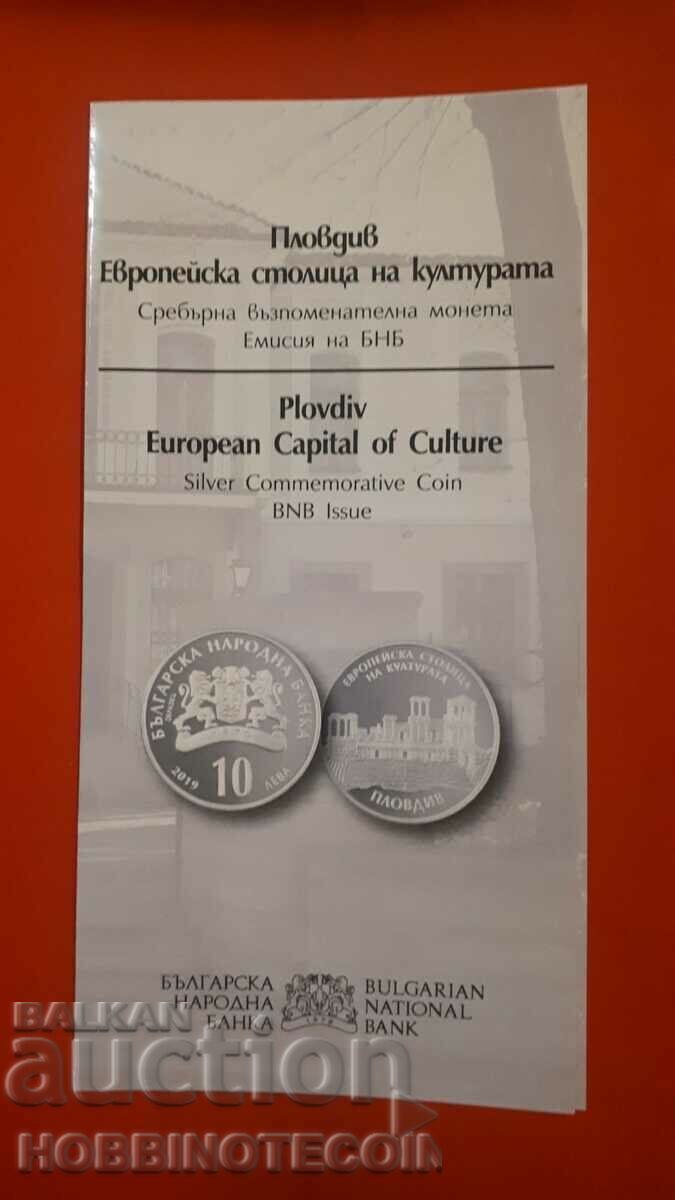 Пловдив
Европейска столица на културата
Сребърна възпоменателна монета
Емисия на БНБ
Plovdiv
European Capital of Culture
Silver Commemorative Coin
BNB Issue
БЪЛГАРСКА НАРОДНА БАНКА
2019
10
ЛЕВА
ЕВРОПЕЙСКА СТОЛИЦА
НА КУЛТУРАТА
ПЛОВДИВ
БЪЛГАРСКА
НАРОДНА
БАНКА
BULGARIAN
NATIONAL
BANK
BALKAN
auction
HOBBINOTECOIN